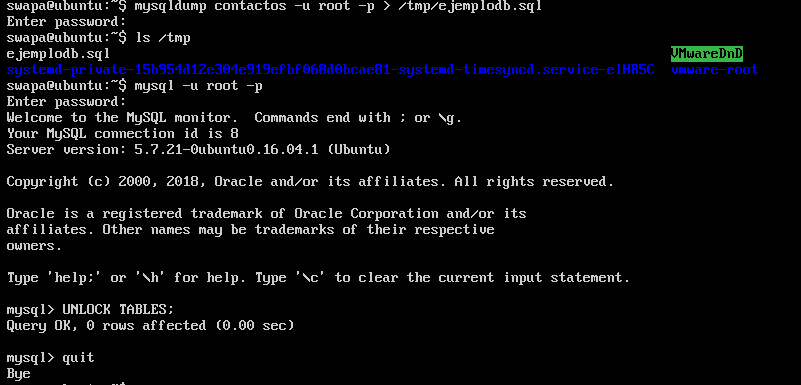 swapa@ubuntu:~$ mysqldump contactos -u root -p > /tmp/ejemplodb.sql
Enter password:
swapa@ubuntu:~$ ls /tmp
ejemplodb.sql VMwareDnD
systemd-private-15b954d12e304e919efbf068d0bcae81-systemd-timesyncd.service-elHR5C vmware-root
swapa@ubuntu:~$ mysql -u root -p
Enter password:
Welcome to the MySQL monitor.  Commands end with ; or \g.
Your MySQL connection id is 8
Server version: 5.7.21-0ubuntu0.16.04.1 (Ubuntu)
Copyright (c) 2000, 2018, Oracle and/or its affiliates. All rights reserved.
Oracle is a registered trademark of Oracle Corporation and/or its
affiliates. Other names may be trademarks of their respective
owners.
Type 'help;' or '\h' for help. Type '\c' to clear the current input statement.
mysql> UNLOCK TABLES;
Query OK, 0 rows affected (0.00 sec)
mysql> quit
Bye